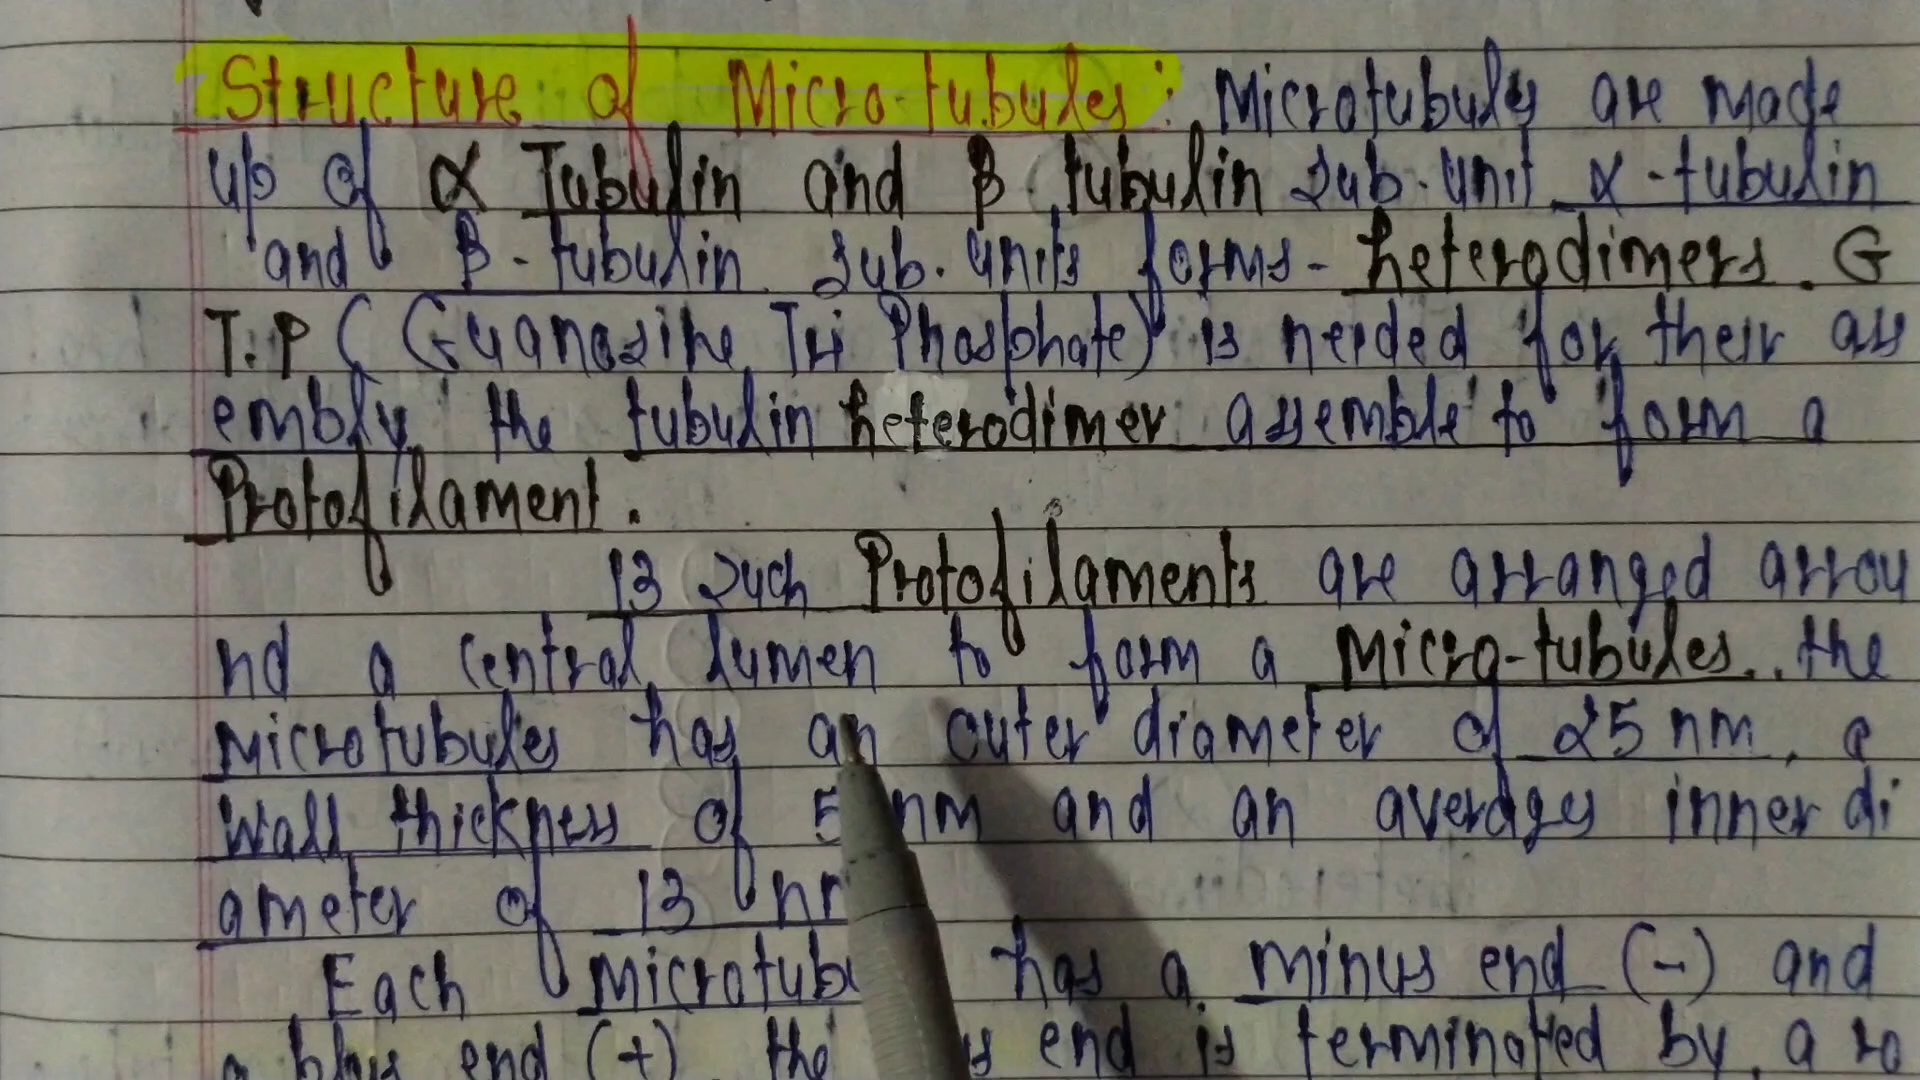 Structure of Micro-tubules: Microtubules are made
up of α Tubulin and β tubulin sub-unit α-tubulin
and β-tubulin sub-units forms- heterodimers. G
T.P (Guanosine Tri Phosphate) is needed for their ass
embly the tubulin heterodimer assemble to form a
Protofilament.
13 such Protofilaments are arranged arrou
nd a central lumen to form a Micro-tubules. the
microtubules has an outer diameter of 25 nm, a
Wall thickness of 5 nm and an average inner di
ameter of 13
Each has a minus end (-) and
a plus end (+) the end is terminated by a ro